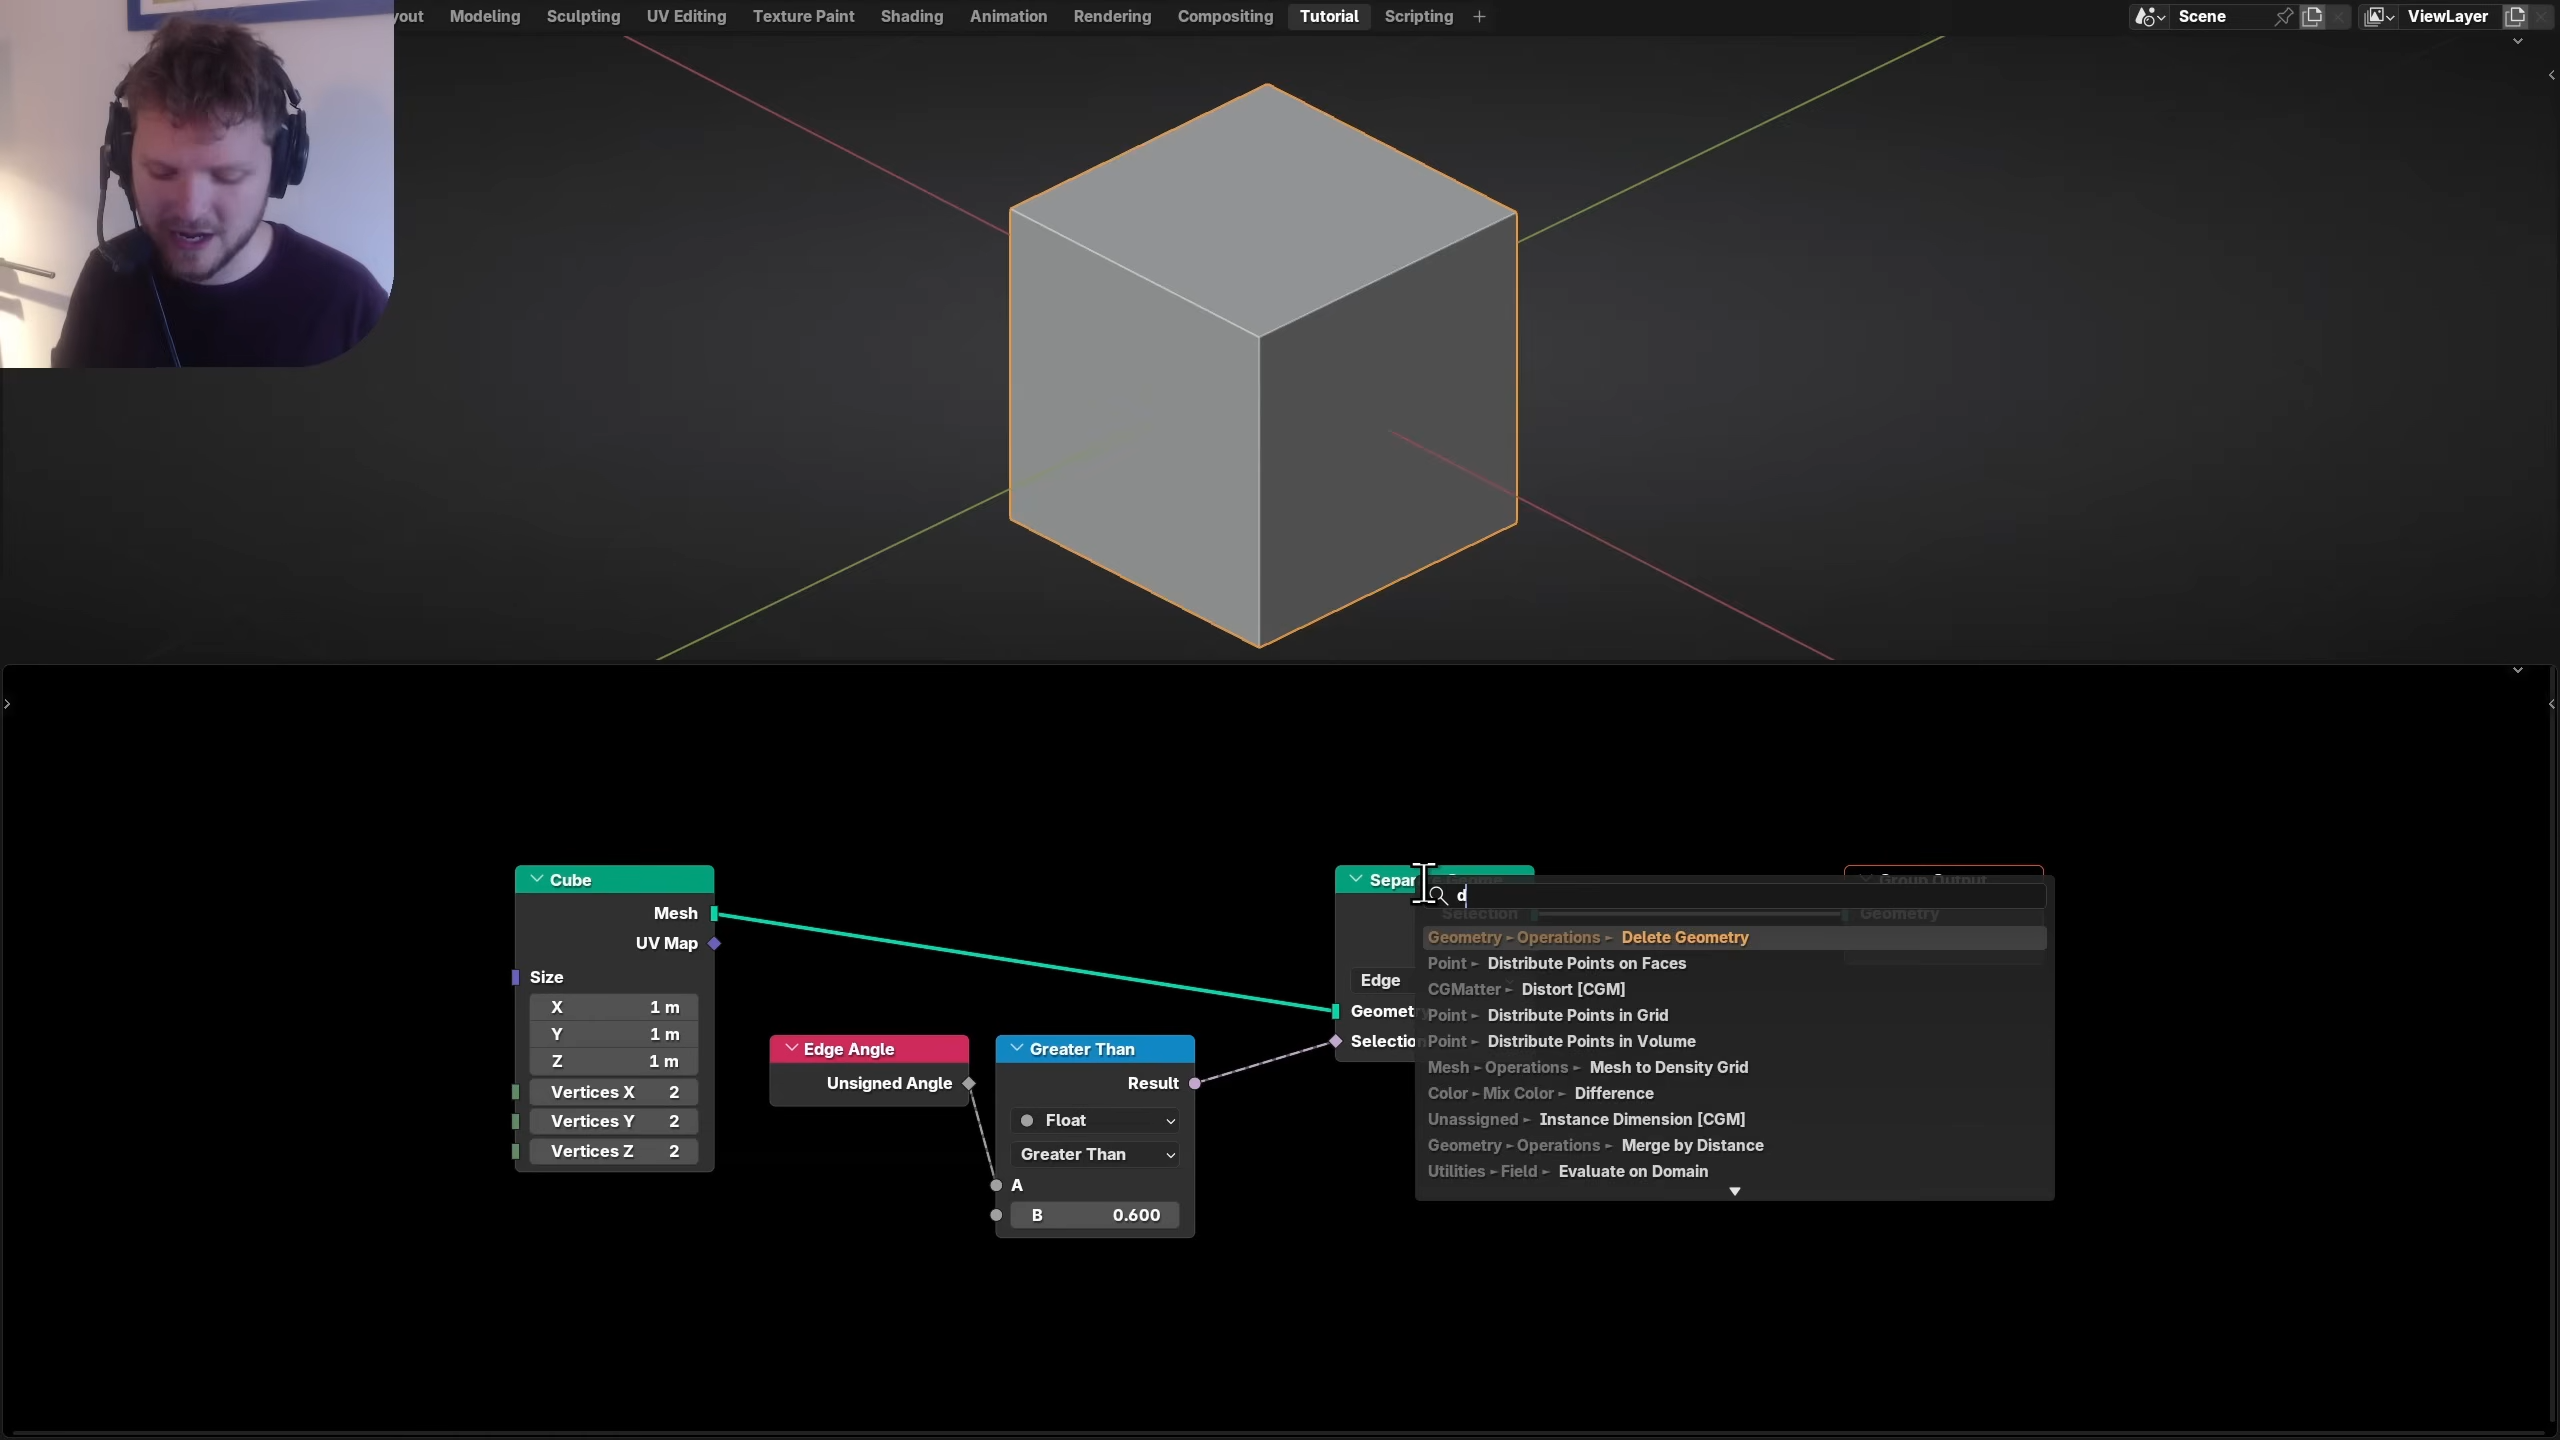 yout Modeling Sculpting UV Editing Texture Paint Shading Animation Rendering Compositing Tutorial Scripting +
Scene
ViewLayer
Cube
Mesh
UV Map
Size
X 1 m
Y 1 m
Z 1 m
Vertices X 2
Vertices Y 2
Vertices Z 2
Edge Angle
Unsigned Angle
Greater Than
Result
Float
Greater Than
A
B 0.600
Separ
Edge
Geomet
Selectio
d
Group Output
Selection
Geometry
Geometry ► Operations ► Delete Geometry
Point ► Distribute Points on Faces
CGMatter ► Distort [CGM]
Point ► Distribute Points in Grid
Point ► Distribute Points in Volume
Mesh ► Operations ► Mesh to Density Grid
Color ► Mix Color ► Difference
Unassigned ► Instance Dimension [CGM]
Geometry ► Operations ► Merge by Distance
Utilities ► Field ► Evaluate on Domain